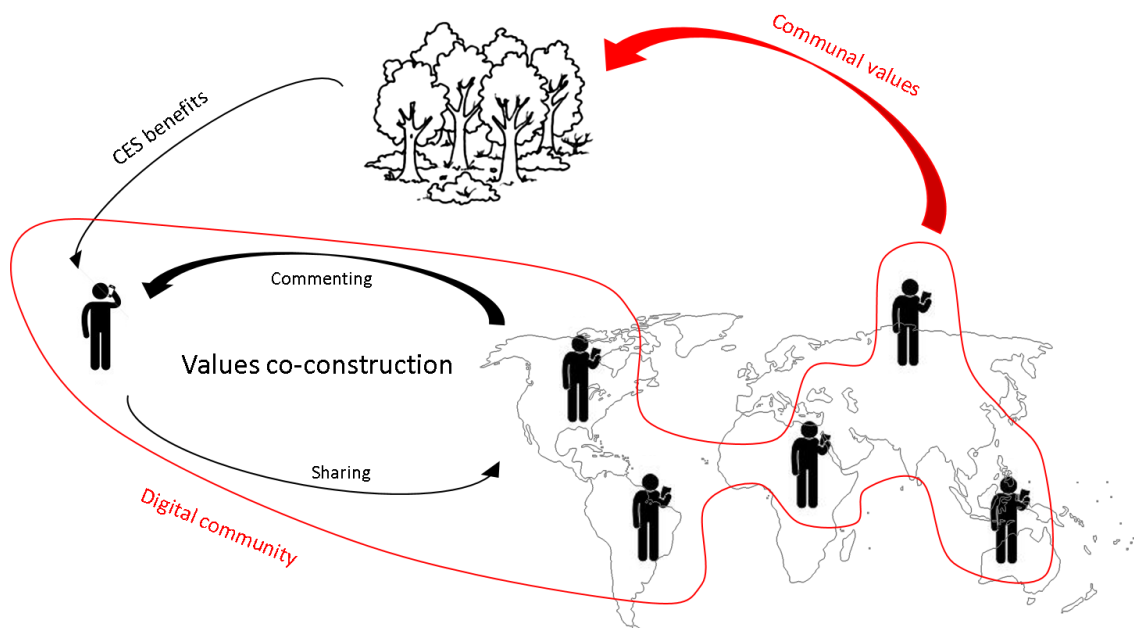 Communal values
CES benefits
Commenting
Values co-construction
Sharing
Digital community